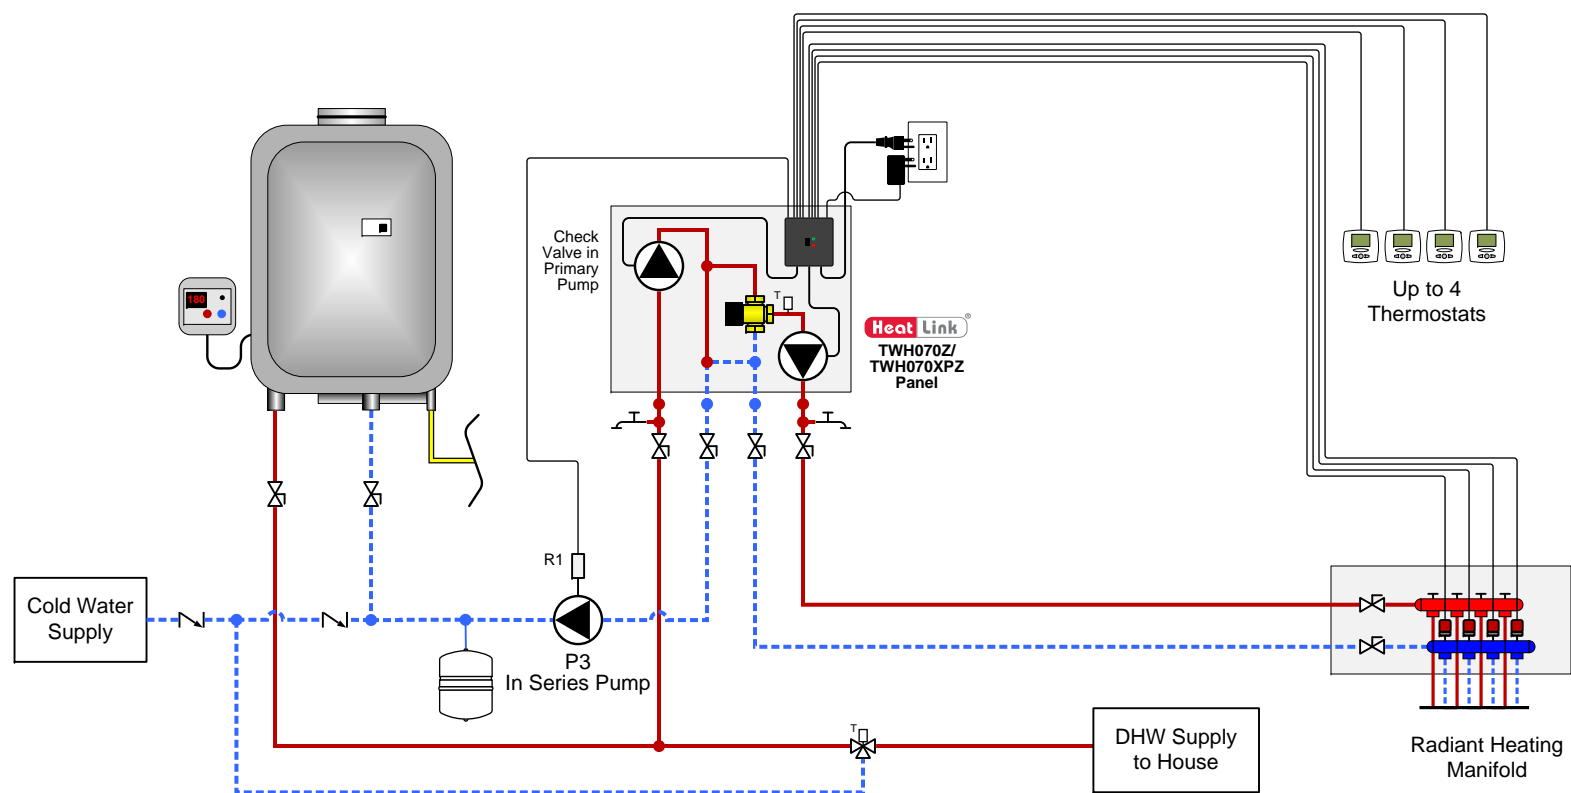 180
Check
Valve in
Primary
Pump
T
Heat Link®
TWH070Z/
TWH070XPZ
Panel
Up to 4
Thermostats
R1
Cold Water
Supply
P3
In Series Pump
T
DHW Supply
to House
Radiant Heating
Manifold